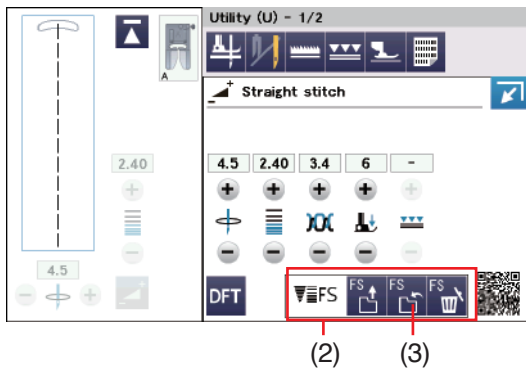 Utility (U) - 1/2
A
Straight stitch
2.40
4.5 2.40 3.4 6 -
4.5
DFT
FS
FS FS FS
(2) (3)